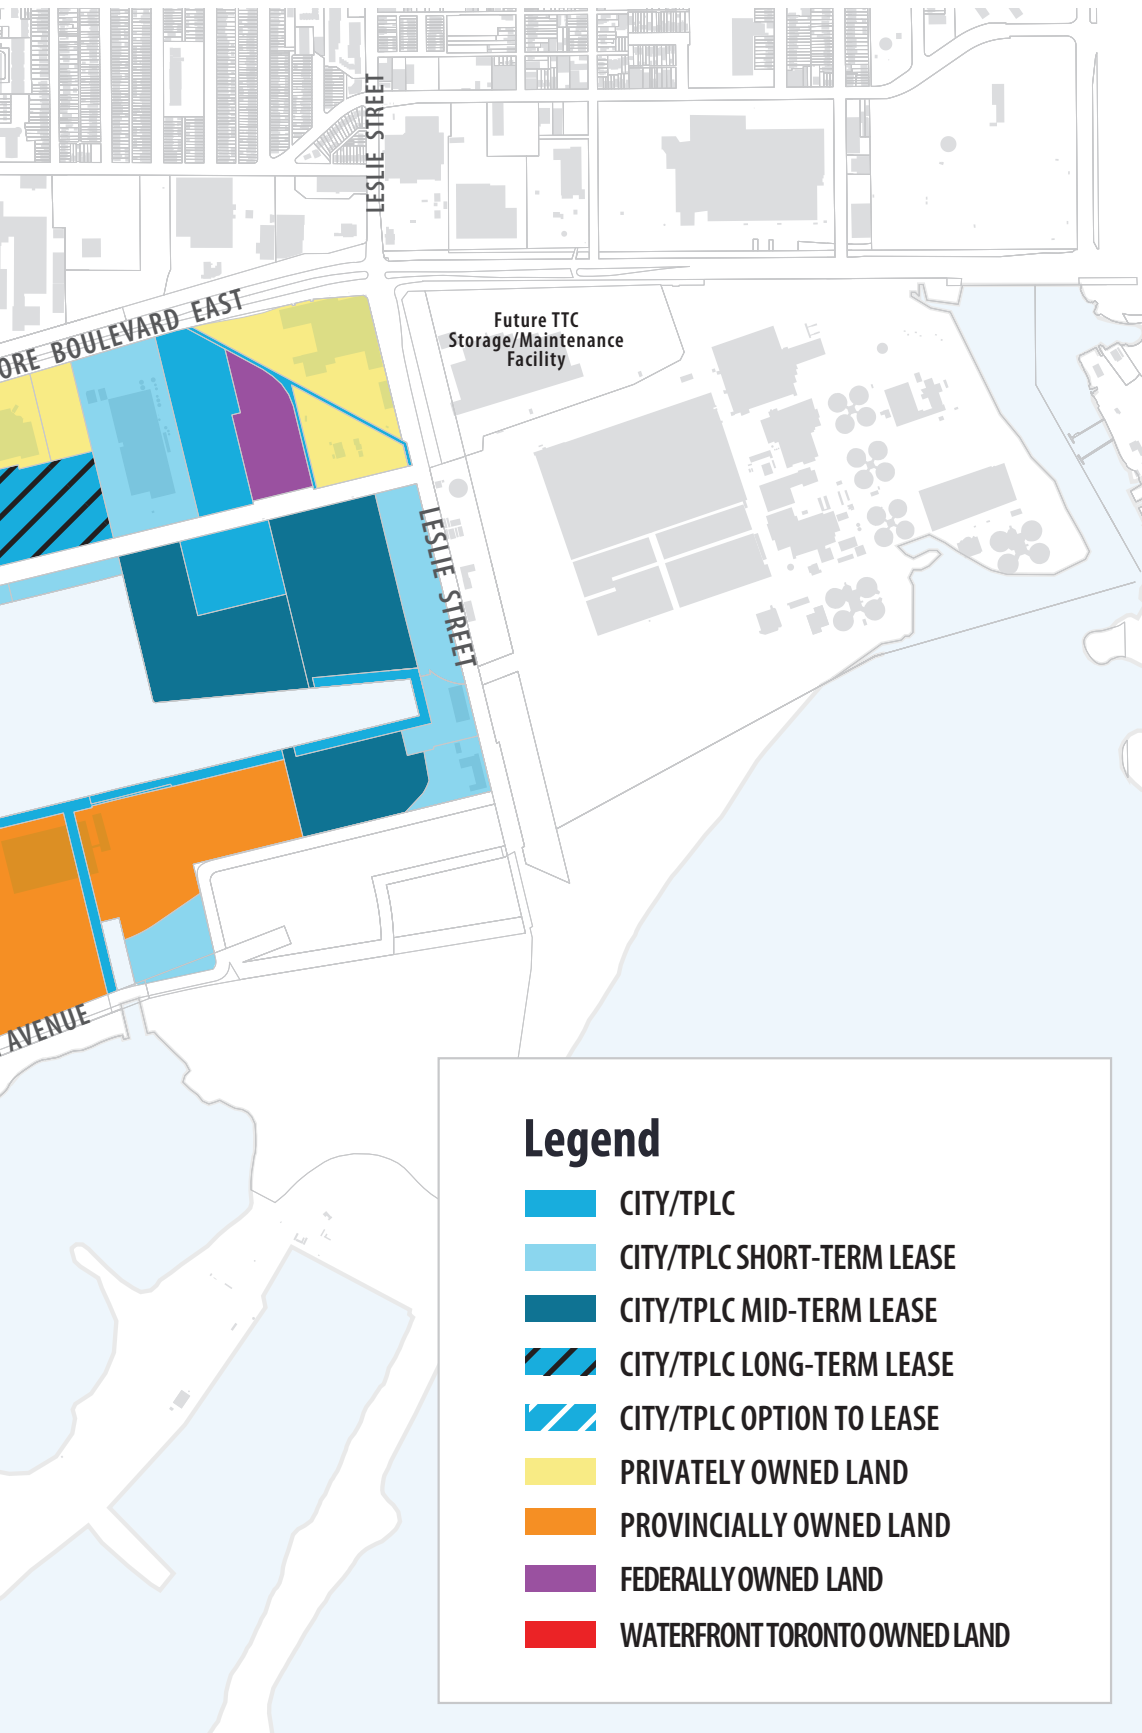 LESLIE STREET
ORE BOULEVARD EAST
Future TTC
Storage/Maintenance
Facility
LESLIE STREET
AVENUE
Legend
CITY/TPLC
CITY/TPLC SHORT-TERM LEASE
CITY/TPLC MID-TERM LEASE
CITY/TPLC LONG-TERM LEASE
CITY/TPLC OPTION TO LEASE
PRIVATELY OWNED LAND
PROVINCIALLY OWNED LAND
FEDERALLY OWNED LAND
WATERFRONT TORONTO OWNED LAND